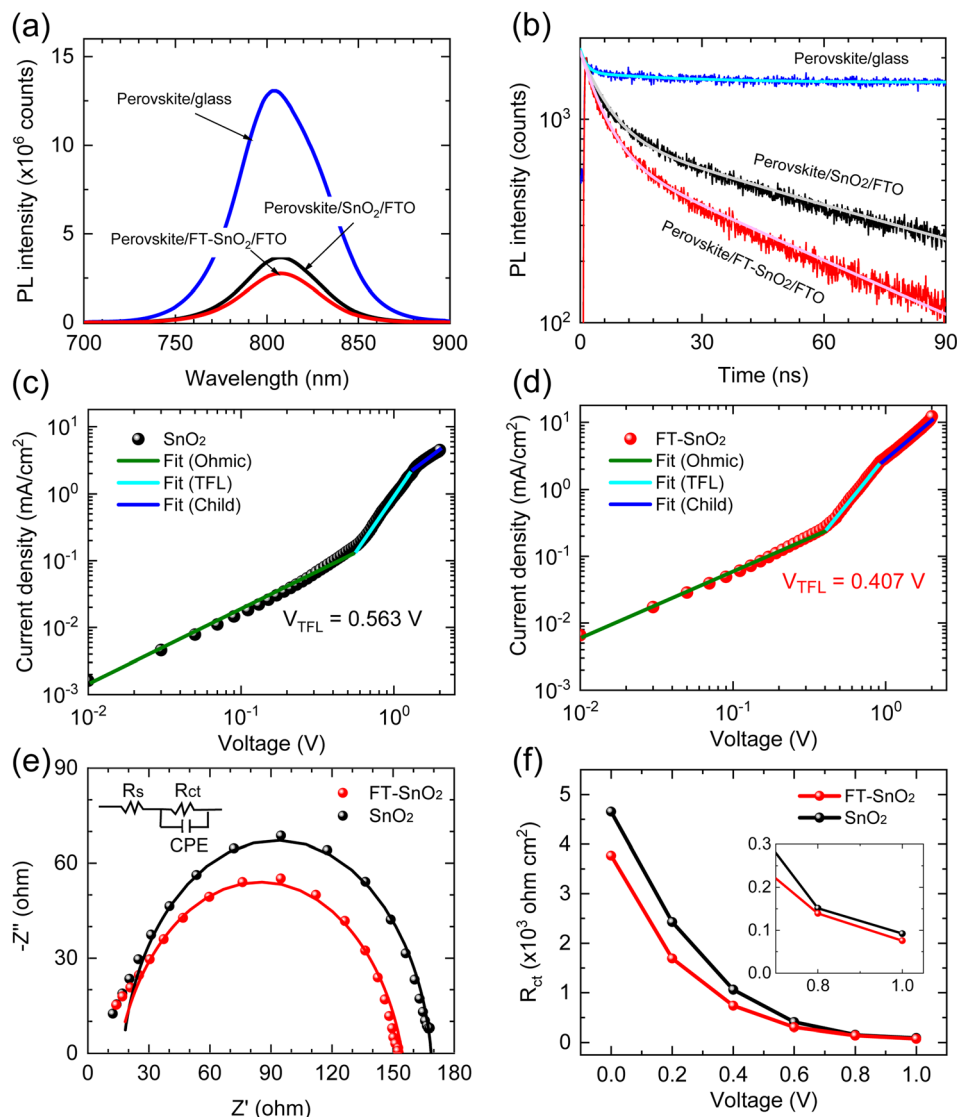 (a)
15
10
5
0
PL intensity (x10⁶ counts)
Perovskite/glass
Perovskite/SnO₂/FTO
Perovskite/FT-SnO₂/FTO
700 750 800 850 900
Wavelength (nm)
(b)
10³
10²
PL intensity (counts)
Perovskite/glass
Perovskite/SnO₂/FTO
Perovskite/FT-SnO₂/FTO
0 30 60 90
Time (ns)
(c)
10¹
10⁰
10⁻¹
10⁻²
10⁻³
Current density (mA/cm²)
SnO₂
Fit (Ohmic)
Fit (TFL)
Fit (Child)
V_TFL = 0.563 V
10⁻² 10⁻¹ 10⁰
Voltage (V)
(d)
10¹
10⁰
10⁻¹
10⁻²
10⁻³
Current density (mA/cm²)
FT-SnO₂
Fit (Ohmic)
Fit (TFL)
Fit (Child)
V_TFL = 0.407 V
10⁻² 10⁻¹ 10⁰
Voltage (V)
(e)
90
60
30
0
-Z"
Rs Rct
CPE
FT-SnO₂
SnO₂
0 30 60 90 120 150 180
Z' (ohm)
(f)
5
4
3
2
1
0
R_ct (x10³ ohm cm²)
FT-SnO₂
SnO₂
0.3
0.2
0.1
0.0
0.8 1.0
0.0 0.2 0.4 0.6 0.8 1.0
Voltage (V)